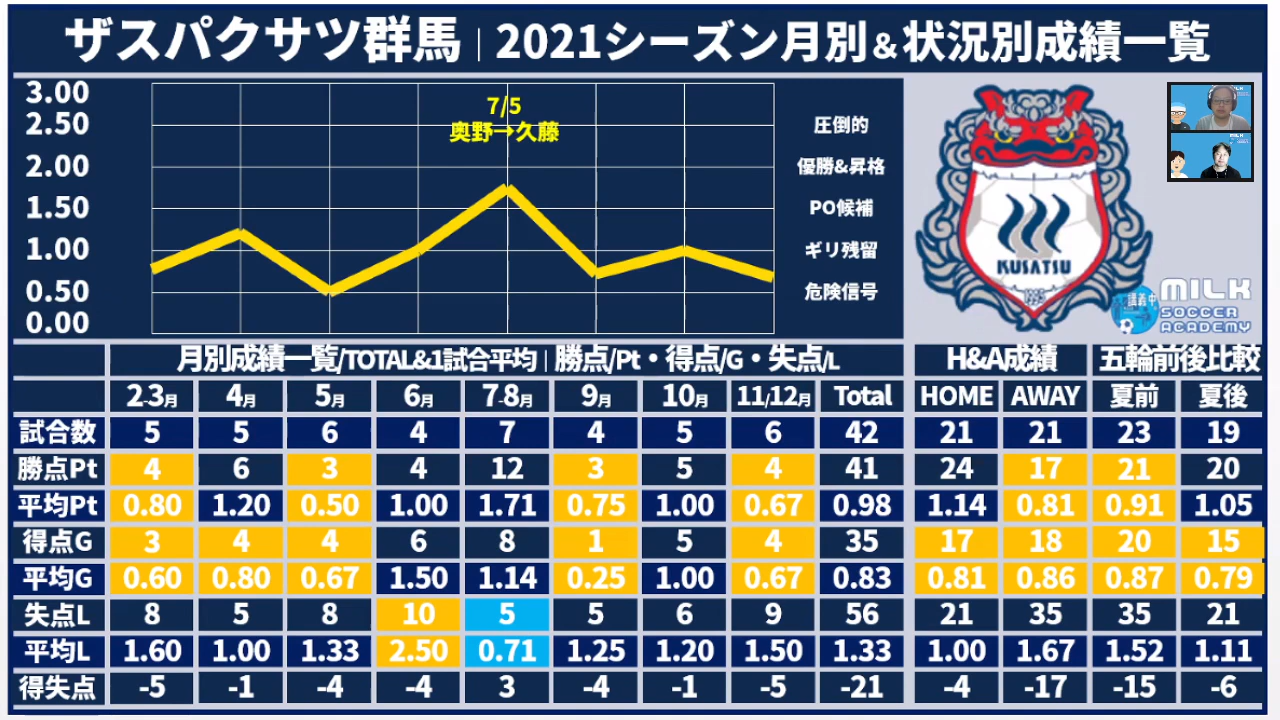 ザスパクサツ群馬|2021シーズン月別&状況別成績一覧
3.00
2.50
2.00
1.50
1.00
0.50
0.00
7/5
奥野→久藤
圧倒的
優勝&昇格
PO候補
ギリ残留
危険信号
KUSATSU
1995
講義中
MILK
SOCCER
ACADEMY
月別成績一覧/TOTAL&1試合平均|勝点/Pt・得点/G・失点/L H&A成績 五輪前後比較
2-3月 4月 5月 6月 7-8月 9月 10月 11/12月 Total HOME AWAY 夏前 夏後
試合数 5 5 6 4 7 4 5 6 42 21 21 23 19
勝点Pt 4 6 3 4 12 3 5 4 41 24 17 21 20
平均Pt 0.80 1.20 0.50 1.00 1.71 0.75 1.00 0.67 0.98 1.14 0.81 0.91 1.05
得点G 3 4 4 6 8 1 5 4 35 17 18 20 15
平均G 0.60 0.80 0.67 1.50 1.14 0.25 1.00 0.67 0.83 0.81 0.86 0.87 0.79
失点L 8 5 8 10 5 5 6 9 56 21 35 35 21
平均L 1.60 1.00 1.33 2.50 0.71 1.25 1.20 1.50 1.33 1.00 1.67 1.52 1.11
得失点 -5 -1 -4 -4 3 -4 -1 -5 -21 -4 -17 -15 -6